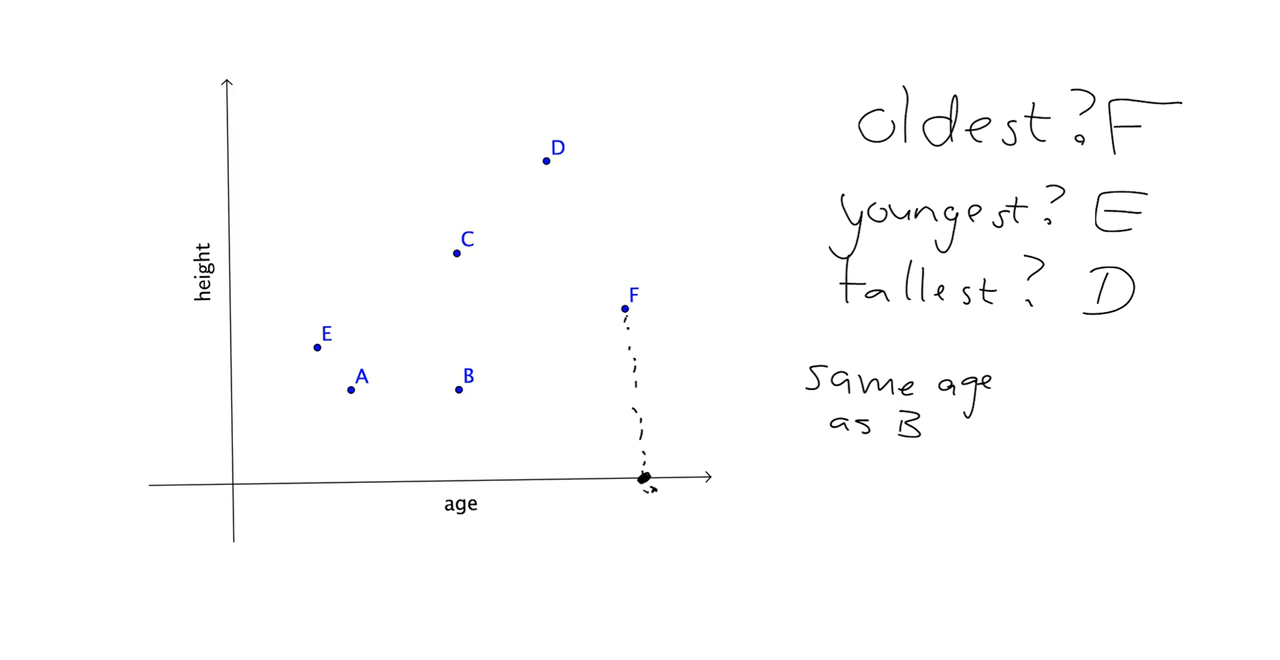 oldest? F
D
youngest? E
C
height
tallest? D
F
E
A
B
same age
as B
age